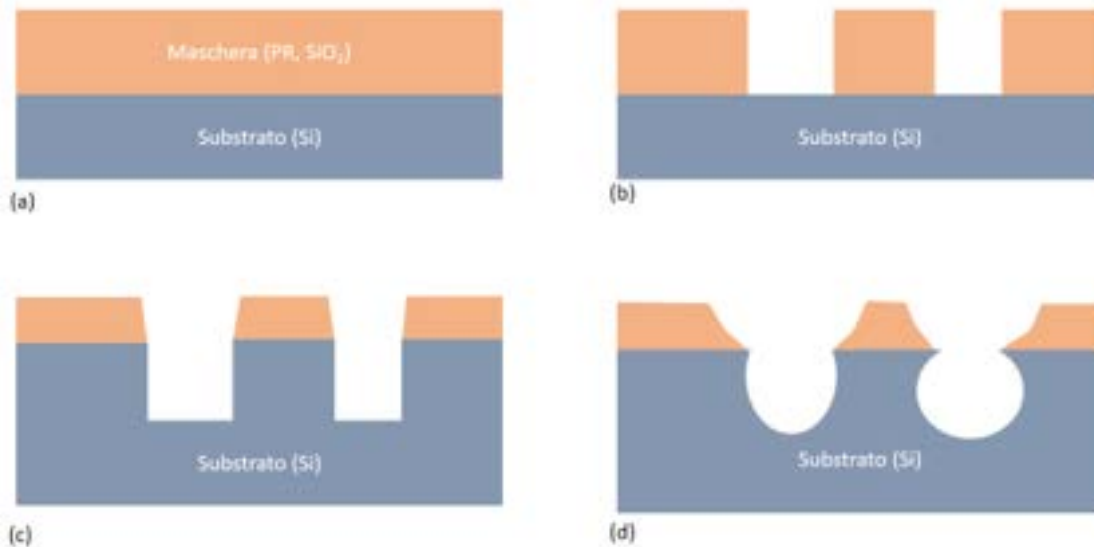 Maschera (PR, SiO₂)
Substrato (Si)
(a)
Substrato (Si)
(b)
Substrato (Si)
(c)
Substrato (Si)
(d)